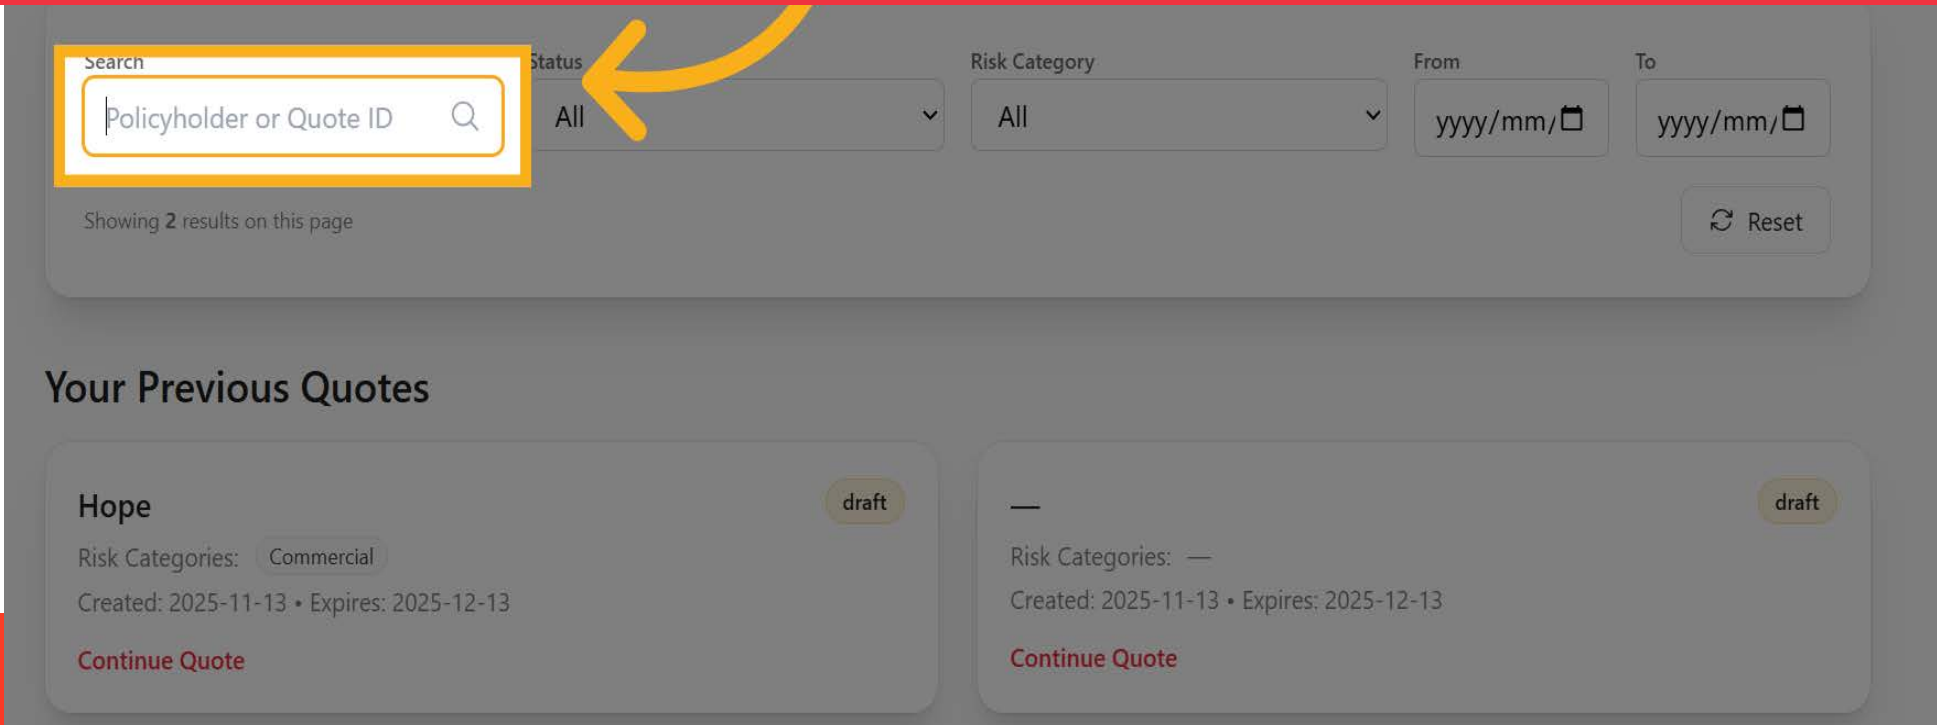 Search
Status
Risk Category
From
To
Policyholder or Quote ID
All
All
yyyy/mm/
yyyy/mm/
Showing 2 results on this page
Reset
Your Previous Quotes
Hope
draft
Risk Categories: Commercial
Created: 2025-11-13 • Expires: 2025-12-13
Continue Quote
—
draft
Risk Categories: —
Created: 2025-11-13 • Expires: 2025-12-13
Continue Quote